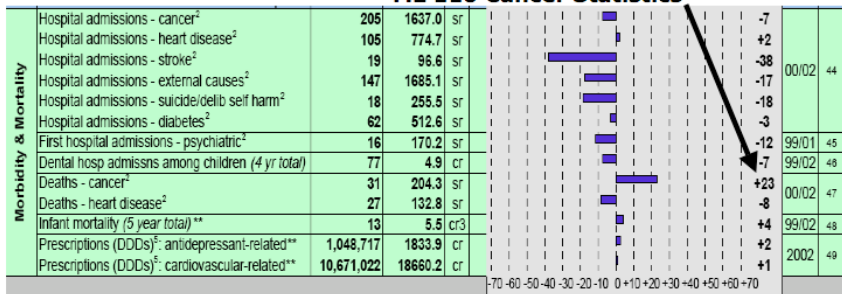 ML 220 Cancer Statistics
Morbidity & Mortality
Hospital admissions - cancer² 205 1637.0 sr -7
Hospital admissions - heart disease² 105 774.7 sr +2
Hospital admissions - stroke² 19 96.6 sr -38
Hospital admissions - external causes² 147 1685.1 sr -17
Hospital admissions - suicide/delib self harm² 18 255.5 sr -18
Hospital admissions - diabetes² 62 512.6 sr -3
00/02 44
First hospital admissions - psychiatric² 16 170.2 sr -12 99/01 45
Dental hosp admissns among children (4 yr total) 77 4.9 cr -7 99/02 46
Deaths - cancer² 31 204.3 sr +23
Deaths - heart disease² 27 132.8 sr -8
00/02 47
Infant mortality (5 year total) ** 13 5.5 cr3 +4 99/02 48
Prescriptions (DDDs)⁵: antidepressant-related** 1,048,717 1833.9 cr +2
Prescriptions (DDDs)⁵: cardiovascular-related** 10,671,022 18660.2 cr +1
2002 49
-70 -60 -50 -40 -30 -20 -10 0 +10 +20 +30 +40 +50 +60 +70